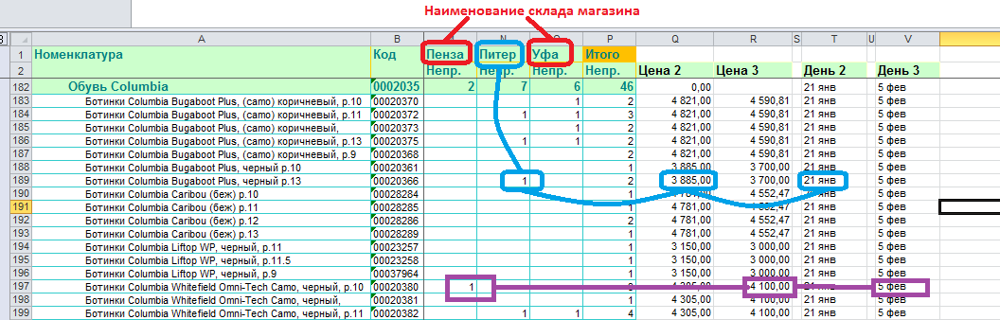 Наименование склада магазина
A B N Q R S T U V
1 Номенклатура Код Пенза Питер Уфа Итого
2 Непр. Непр. Непр. Непр. Цена 2 Цена 3 День 2 День 3
182 Обувь Columbia 0002035 2 7 6 46 0,00 21 янв 5 фев
183 Ботинки Columbia Bugaboot Plus, (camo) коричневый, р.10 00020370 1 2 4 821,00 4 590,81 21 янв 5 фев
184 Ботинки Columbia Bugaboot Plus, (camo) коричневый, р.11 00020372 1 1 3 4 821,00 4 590,81 21 янв 5 фев
185 Ботинки Columbia Bugaboot Plus, (camo) коричневый, 00020373 1 2 4 821,00 4 590,81 21 янв 5 фев
186 Ботинки Columbia Bugaboot Plus, (camo) коричневый, р.13 00020375 1 1 2 4 821,00 4 590,81 21 янв 5 фев
187 Ботинки Columbia Bugaboot Plus, (camo) коричневый, р.9 00020368 2 4 821,00 4 590,81 21 янв 5 фев
188 Ботинки Columbia Bugaboot Plus, черный р.10 00020361 1 3 885,00 3 700,00 21 янв 5 фев
189 Ботинки Columbia Bugaboot Plus, черный р.13 00020366 1 2 3 885,00 3 700,00 21 янв 5 фев
190 Ботинки Columbia Caribou (беж) р.10 00028284 1 4 552,47 21 янв 5 фев
191 Ботинки Columbia Caribou (беж) р.11 00028285 1 4 781,00 21 янв 5 фев
192 Ботинки Columbia Caribou (беж) р.12 00028286 2 4 781,00 4 552,47 21 янв 5 фев
193 Ботинки Columbia Caribou (беж) р.13 00028289 1 4 781,00 4 552,47 21 янв 5 фев
194 Ботинки Columbia Liftop WP, черный, р.11 00023257 1 3 150,00 3 000,00 21 янв 5 фев
195 Ботинки Columbia Liftop WP, черный, р.11.5 00023258 1 3 150,00 3 000,00 21 янв 5 фев
196 Ботинки Columbia Liftop WP, черный, р.9 00037964 1 3 150,00 3 000,00 21 янв 5 фев
197 Ботинки Columbia Whitefield Omni-Tech Camo, черный, р.10 00020380 1 4 100,00 21 янв 5 фев
198 Ботинки Columbia Whitefield Omni-Tech Camo, черный, 00020381 1 4 305,00 4 100,00 21 янв 5 фев
199 Ботинки Columbia Whitefield Omni-Tech Camo, черный, р.11 00020382 1 1 4 4 305,00 4 100,00 21 янв 5 фев